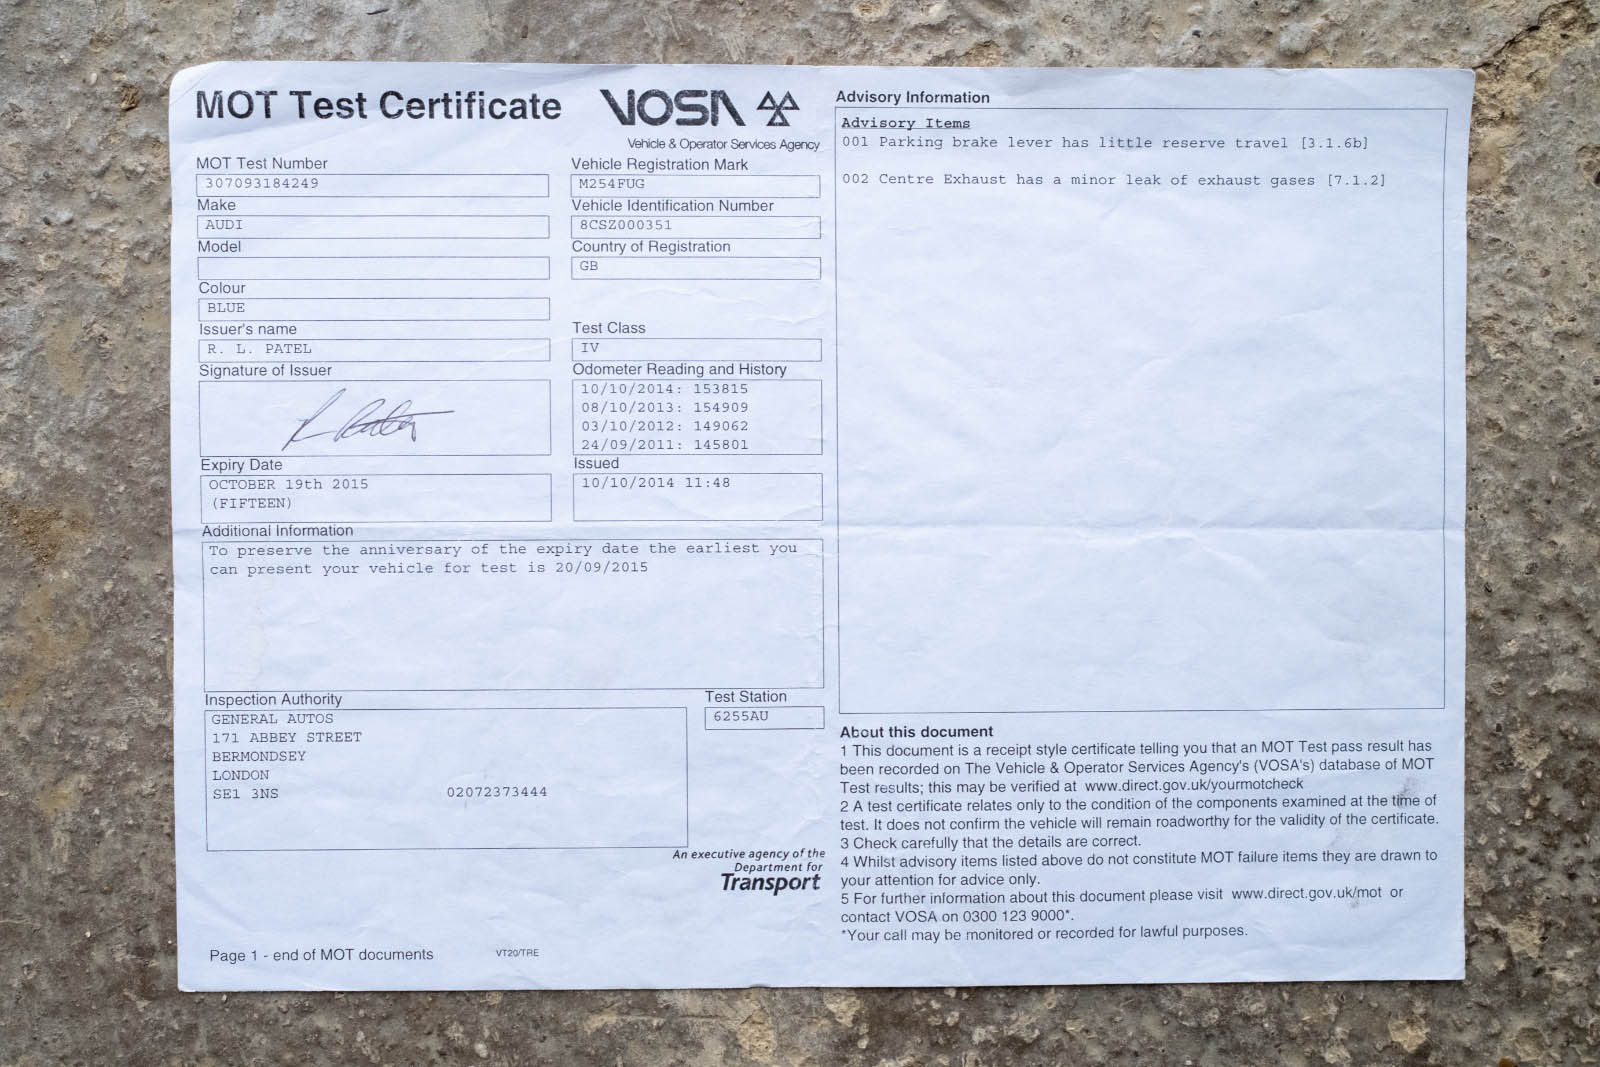 MOT Test Certificate
VOSA
Vehicle & Operator Services Agency
MOT Test Number
307093184249
Vehicle Registration Mark
M254FUG
Make
AUDI
Vehicle Identification Number
8CSZ000351
Model
Country of Registration
GB
Colour
BLUE
Issuer's name
R. L. PATEL
Test Class
IV
Signature of Issuer
Odometer Reading and History
10/10/2014: 153815
08/10/2013: 154909
03/10/2012: 149062
24/09/2011: 145801
Expiry Date
OCTOBER 19th 2015
(FIFTEEN)
Issued
10/10/2014 11:48
Additional Information
To preserve the anniversary of the expiry date the earliest you
can present your vehicle for test is 20/09/2015
Inspection Authority
GENERAL AUTOS
171 ABBEY STREET
BERMONDSEY
LONDON
SE1 3NS 02072373444
Test Station
6255AU
An executive agency of the
Department for
Transport
Page 1 - end of MOT documents VT20/TRE
Advisory Information
Advisory Items
001 Parking brake lever has little reserve travel [3.1.6b]
002 Centre Exhaust has a minor leak of exhaust gases [7.1.2]
About this document
1 This document is a receipt style certificate telling you that an MOT Test pass result has
been recorded on The Vehicle & Operator Services Agency's (VOSA's) database of MOT
Test results; this may be verified at www.direct.gov.uk/yourmotcheck
2 A test certificate relates only to the condition of the components examined at the time of
test. It does not confirm the vehicle will remain roadworthy for the validity of the certificate.
3 Check carefully that the details are correct.
4 Whilst advisory items listed above do not constitute MOT failure items they are drawn to
your attention for advice only.
5 For further information about this document please visit www.direct.gov.uk/mot or
contact VOSA on 0300 123 9000*.
*Your call may be monitored or recorded for lawful purposes.